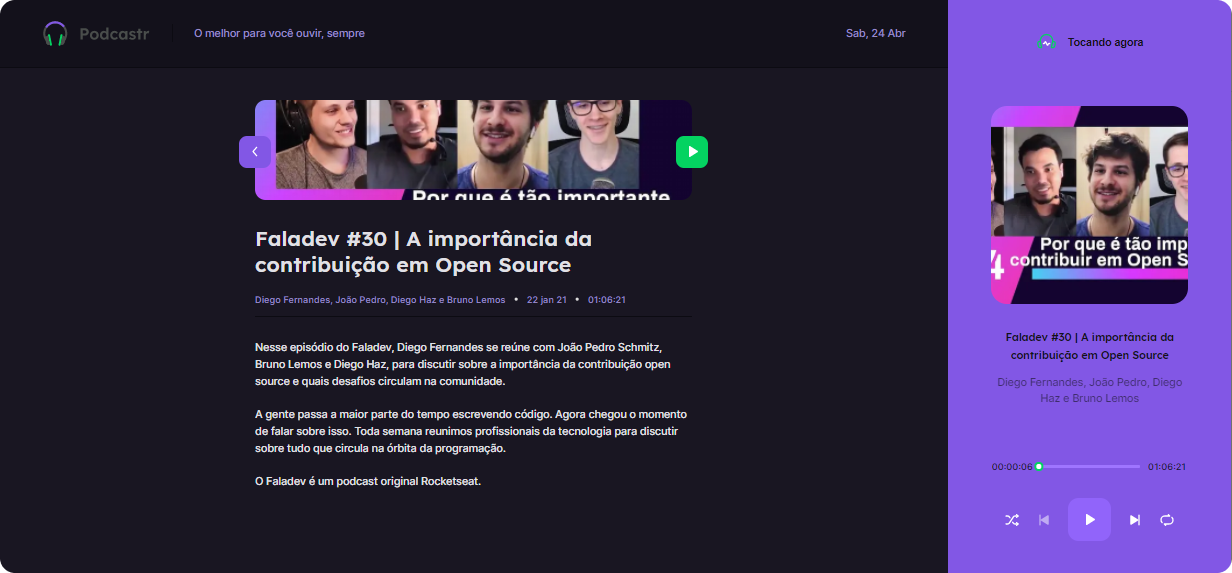 Podcastr
O melhor para você ouvir, sempre
Sab, 24 Abr
Tocando agora
Por que é tão importante
Faladev #30 | A importância da
contribuição em Open Source
Diego Fernandes, João Pedro, Diego Haz e Bruno Lemos • 22 jan 21 • 01:06:21
Nesse episódio do Faladev, Diego Fernandes se reúne com João Pedro Schmitz,
Bruno Lemos e Diego Haz, para discutir sobre a importância da contribuição open
source e quais desafios circulam na comunidade.
A gente passa a maior parte do tempo escrevendo código. Agora chegou o momento
de falar sobre isso. Toda semana reunimos profissionais da tecnologia para discutir
sobre tudo que circula na órbita da programação.
O Faladev é um podcast original Rocketseat.
Por que é tão imp
4 contribuir em Open S
Faladev #30 | A importância da
contribuição em Open Source
Diego Fernandes, João Pedro, Diego
Haz e Bruno Lemos
00:00:06 01:06:21